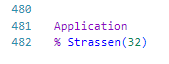 480
481 Application
482 % Strassen(32)